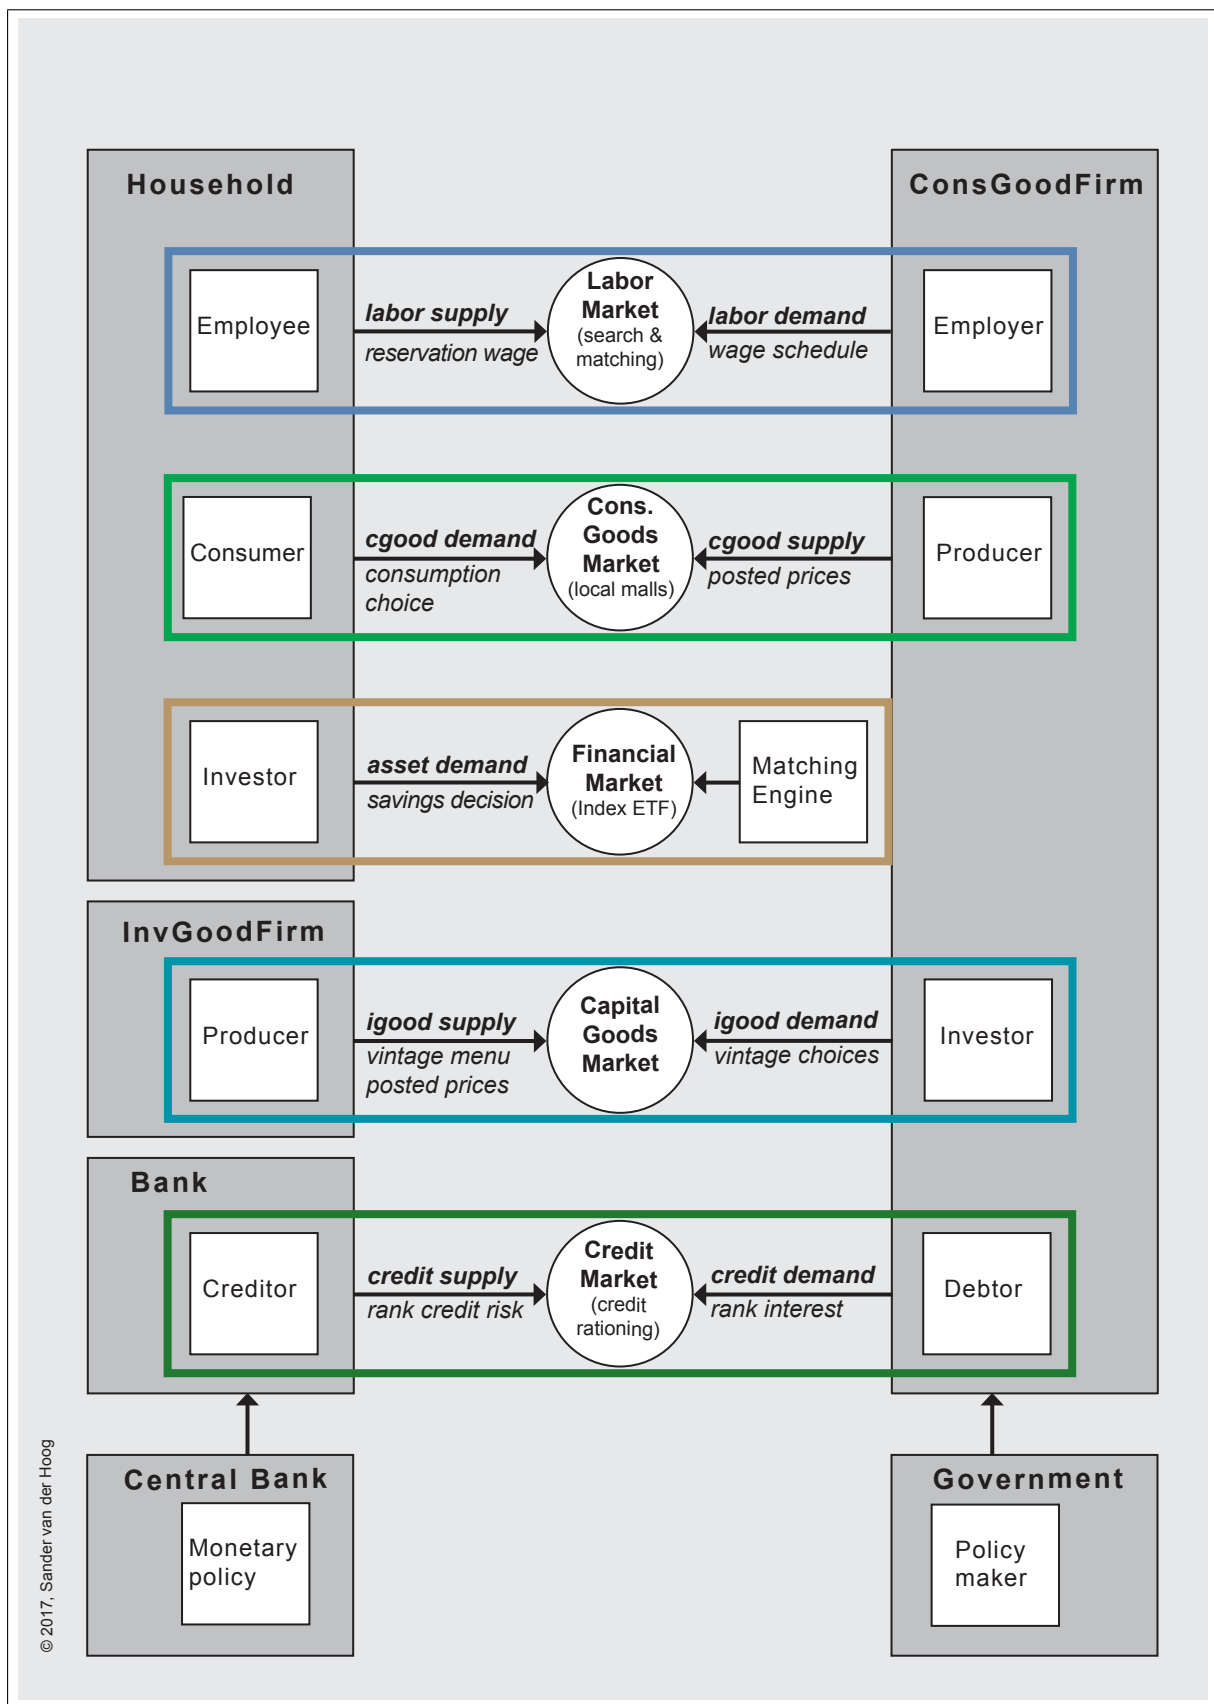 Household
ConsGoodFirm
Employee
labor supply
reservation wage
Labor
Market
(search &
matching)
labor demand
wage schedule
Employer
Consumer
cgood demand
consumption
choice
Cons.
Goods
Market
(local malls)
cgood supply
posted prices
Producer
Investor
asset demand
savings decision
Financial
Market
(Index ETF)
Matching
Engine
InvGoodFirm
Producer
igood supply
vintage menu
posted prices
Capital
Goods
Market
igood demand
vintage choices
Investor
Bank
Creditor
credit supply
rank credit risk
Credit
Market
(credit
rationing)
credit demand
rank interest
Debtor
Central Bank
Monetary
policy
Government
Policy
maker
© 2017, Sander van der Hoog